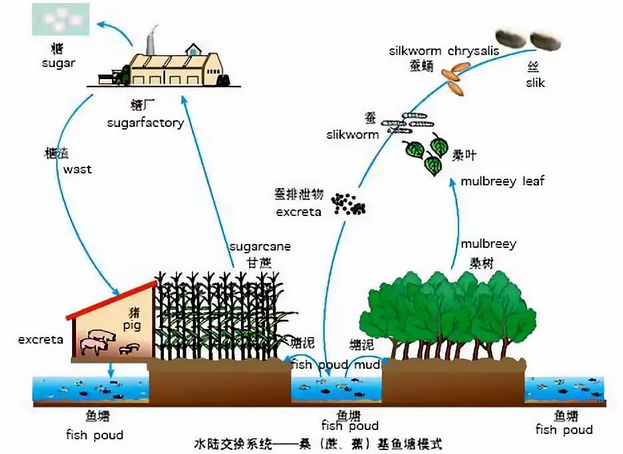 糖
sugar
糖厂
sugarfactory
糖渣
wast
silkworm chrysalis
蚕蛹
丝
slik
蚕
slikworm
桑叶
mulbreey leaf
蚕排泄物
excreta
sugarcane
甘蔗
mulbreey
桑树
猪
pig
excreta
塘泥
塘泥
fish poud mud
鱼塘
fish poud
鱼塘
fish poud
鱼塘
fish poud
水陆交换系统——桑（蔗、蕉）基鱼塘模式